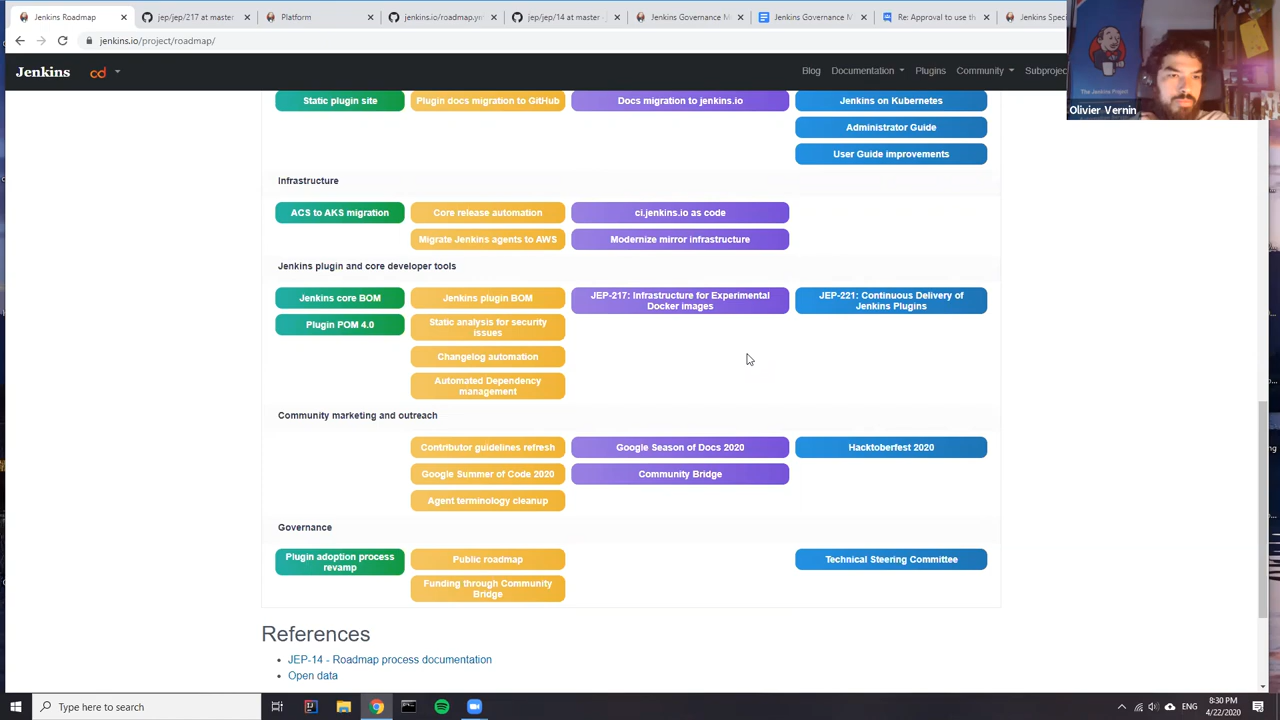 Jenkins Roadmap
jep/jep/217 at master
Platform
jenkins.io/roadmap.ym
jep/jep/14 at master
Jenkins Governance M
Jenkins Governance M
Re: Approval to use th
Jenkins Speci
jenkins.io/project/roadmap/
Jenkins
cd
Blog
Documentation
Plugins
Community
Subproje
The Jenkins Project
Olivier Vernin
Static plugin site
Plugin docs migration to GitHub
Docs migration to jenkins.io
Jenkins on Kubernetes
Administrator Guide
User Guide improvements
Infrastructure
ACS to AKS migration
Core release automation
ci.jenkins.io as code
Migrate Jenkins agents to AWS
Modernize mirror infrastructure
Jenkins plugin and core developer tools
Jenkins core BOM
Jenkins plugin BOM
JEP-217: Infrastructure for Experimental
Docker images
JEP-221: Continuous Delivery of
Jenkins Plugins
Plugin POM 4.0
Static analysis for security
issues
Changelog automation
Automated Dependency
management
Community marketing and outreach
Contributor guidelines refresh
Google Season of Docs 2020
Hacktoberfest 2020
Google Summer of Code 2020
Community Bridge
Agent terminology cleanup
Governance
Plugin adoption process
revamp
Public roadmap
Technical Steering Committee
Funding through Community
Bridge
References
JEP-14 - Roadmap process documentation
Open data
Type here to search
ENG
8:30 PM
4/22/2020